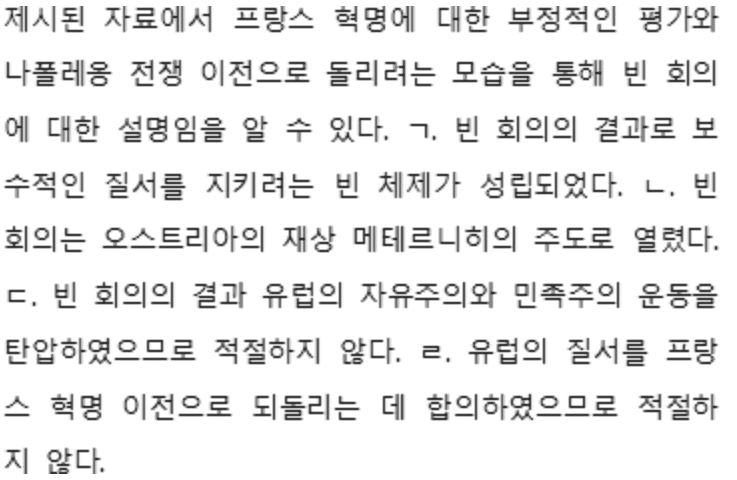 제시된 자료에서 프랑스 혁명에 대한 부정적인 평가와
나폴레옹 전쟁 이전으로 돌리려는 모습을 통해 빈 회의
에 대한 설명임을 알 수 있다. ㄱ. 빈 회의의 결과로 보
수적인 질서를 지키려는 빈 체제가 성립되었다. ㄴ. 빈
회의는 오스트리아의 재상 메테르니히의 주도로 열렸다.
ㄷ. 빈 회의의 결과 유럽의 자유주의와 민족주의 운동을
탄압하였으므로 적절하지 않다. ㄹ. 유럽의 질서를 프랑
스 혁명 이전으로 되돌리는 데 합의하였으므로 적절하
지 않다.